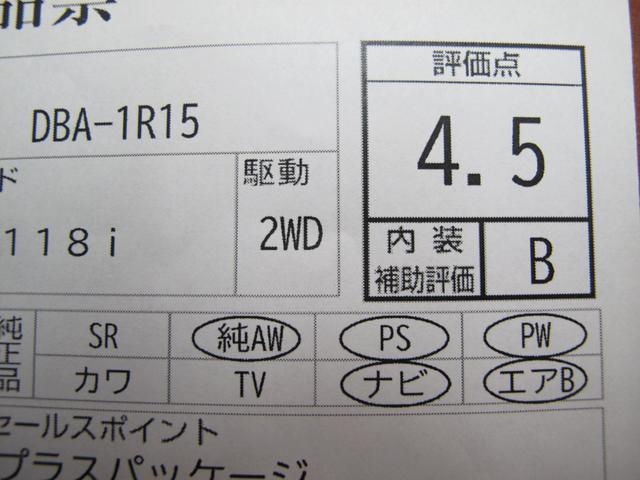 品票
評価点
DBA-1R15
4.5
ド
駆動
118i
2WD
内装
補助評価
B
純正品
SR
純AW
PS
PW
カワ
TV
ナビ
エアB
セールスポイント
プラスパッケージ